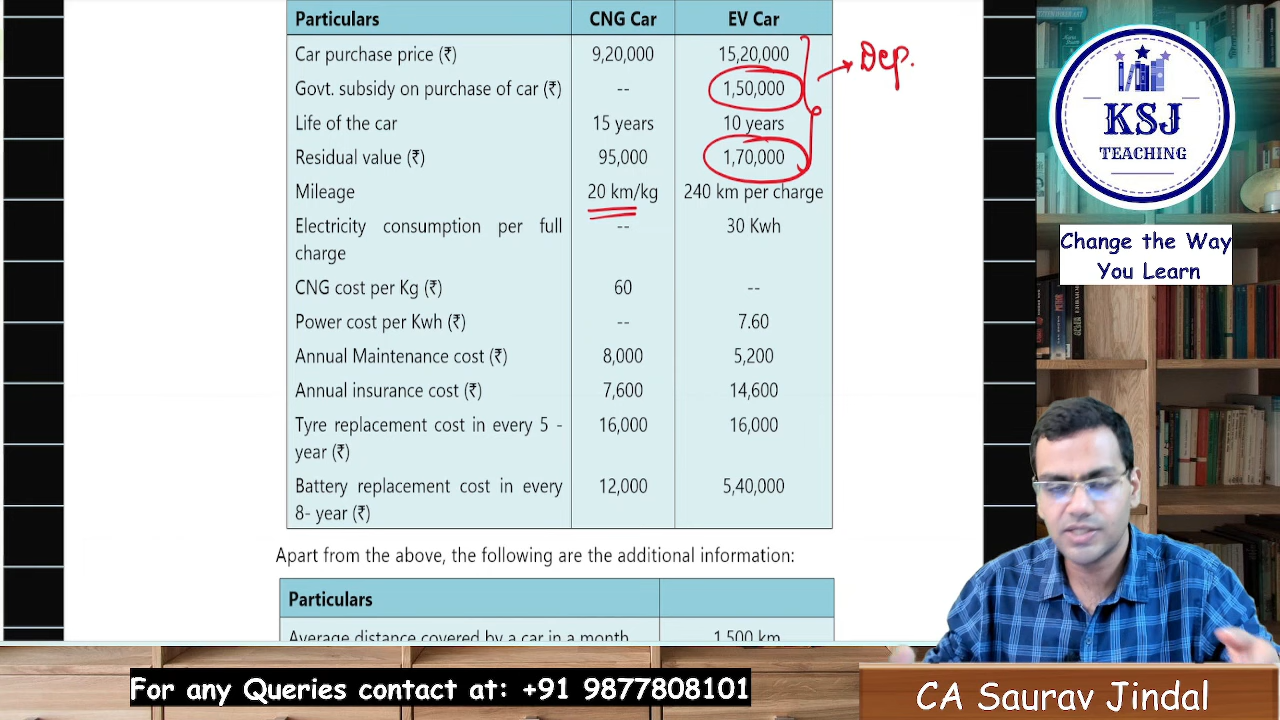 Particulars CNG Car EV Car
Car purchase price (₹) 9,20,000 15,20,000
Dep.
Govt. subsidy on purchase of car (₹) -- 1,50,000
Life of the car 15 years 10 years
Residual value (₹) 95,000 1,70,000
Mileage 20 km/kg 240 km per charge
Electricity consumption per full -- 30 Kwh
charge
CNG cost per Kg (₹) 60 --
Power cost per Kwh (₹) -- 7.60
Annual Maintenance cost (₹) 8,000 5,200
Annual insurance cost (₹) 7,600 14,600
Tyre replacement cost in every 5 - 16,000 16,000
year (₹)
Battery replacement cost in every 12,000 5,40,000
8- year (₹)
Apart from the above, the following are the additional information:
Particulars
Average distance covered by a car in a month 1,500 km
KSJ
TEACHING
Change the Way
You Learn
For any Queries contact at: +91 9877808101
CA Saurav Jindal